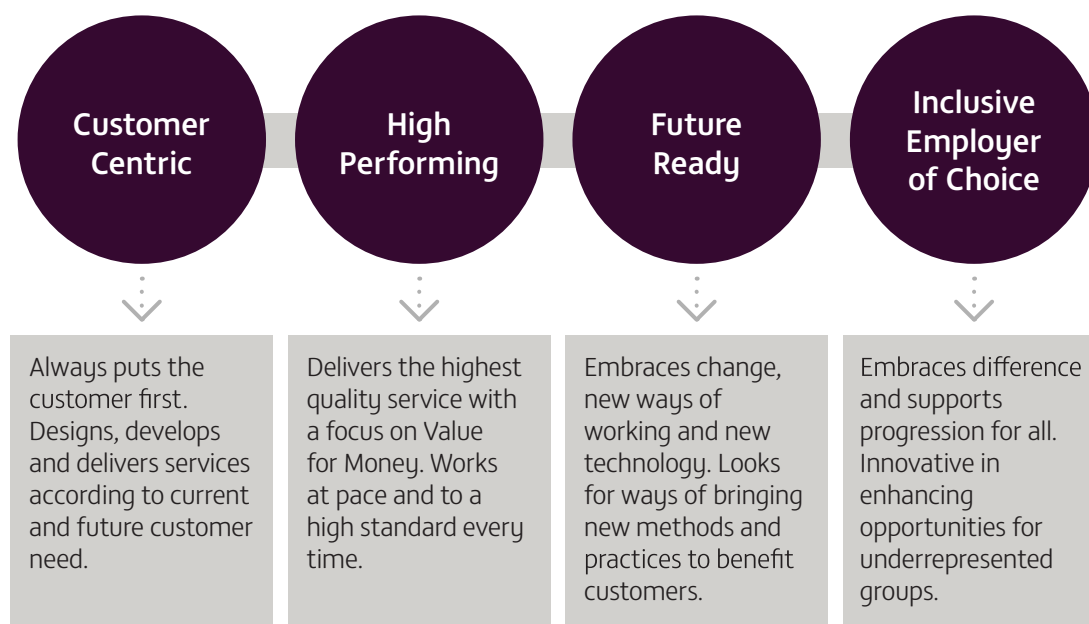 Customer
Centric
High
Performing
Future
Ready
Inclusive
Employer
of Choice
Always puts the
customer first.
Designs, develops
and delivers services
according to current
and future customer
need.
Delivers the highest
quality service with
a focus on Value
for Money. Works
at pace and to a
high standard every
time.
Embraces change,
new ways of
working and new
technology. Looks
for ways of bringing
new methods and
practices to benefit
customers.
Embraces difference
and supports
progression for all.
Innovative in
enhancing
opportunities for
underrepresented
groups.